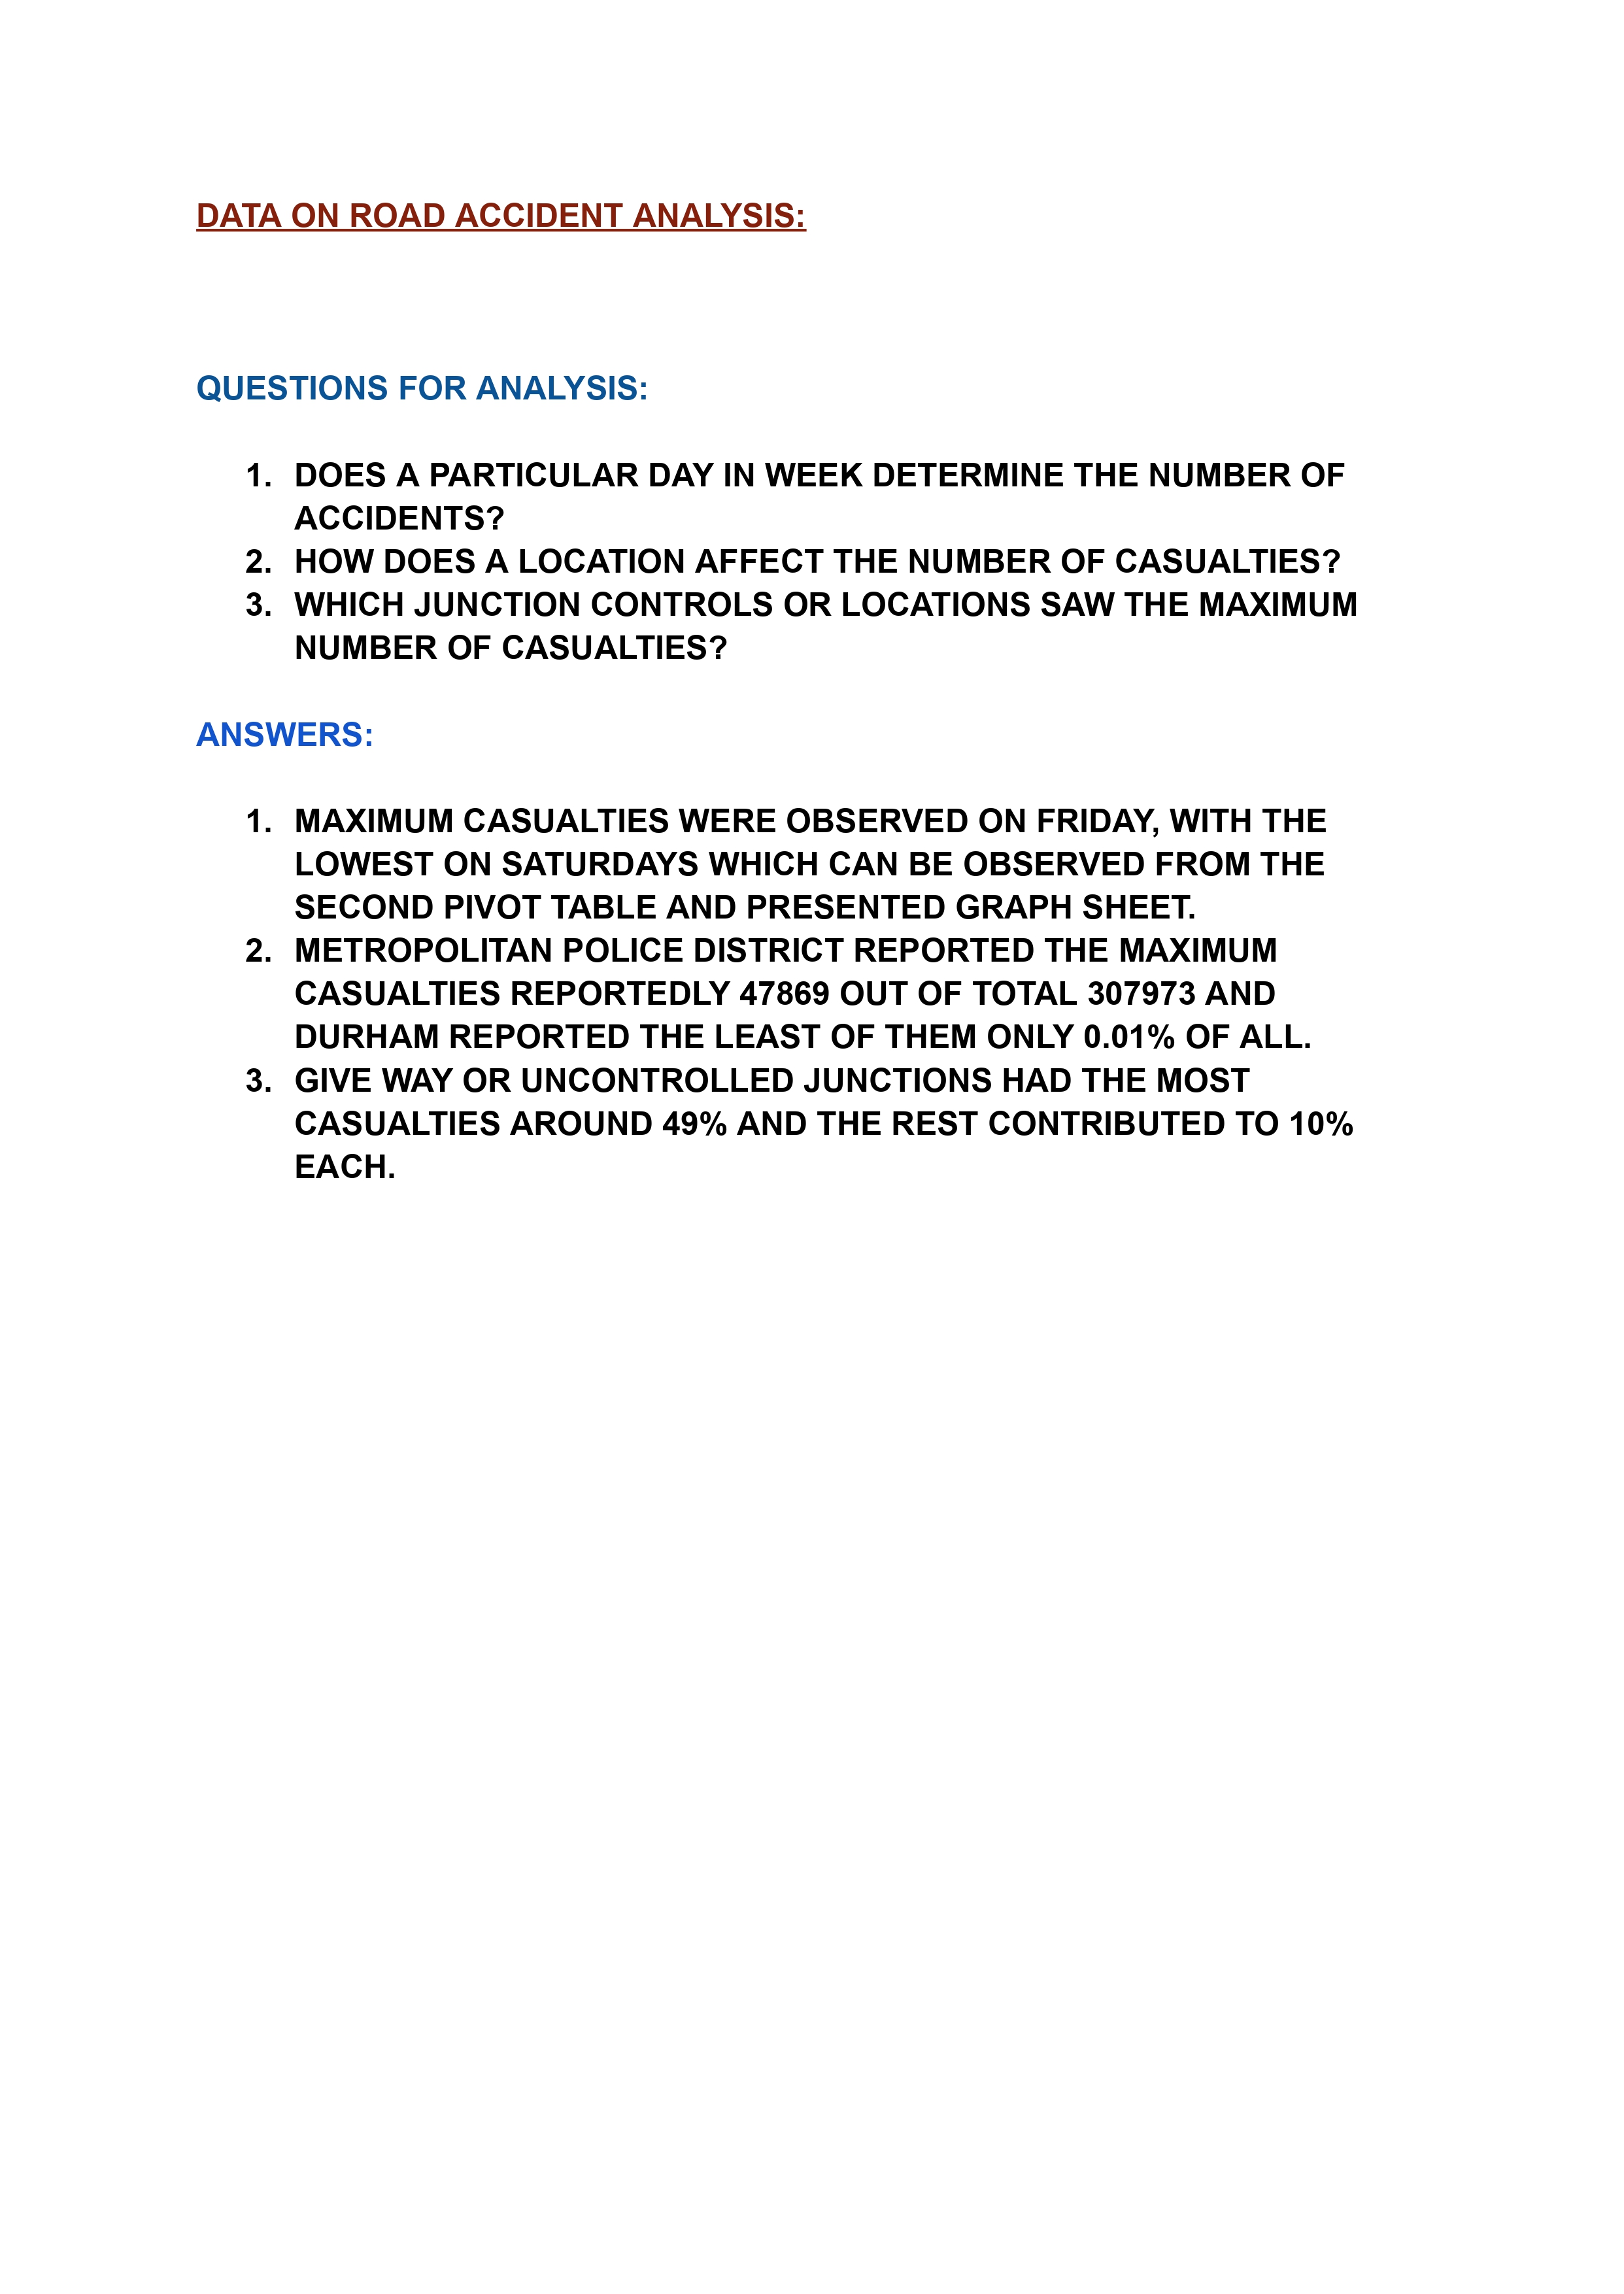 DATA ON ROAD ACCIDENT ANALYSIS:
QUESTIONS FOR ANALYSIS:
1. DOES A PARTICULAR DAY IN WEEK DETERMINE THE NUMBER OF
ACCIDENTS?
2. HOW DOES A LOCATION AFFECT THE NUMBER OF CASUALTIES?
3. WHICH JUNCTION CONTROLS OR LOCATIONS SAW THE MAXIMUM
NUMBER OF CASUALTIES?
ANSWERS:
1. MAXIMUM CASUALTIES WERE OBSERVED ON FRIDAY, WITH THE
LOWEST ON SATURDAYS WHICH CAN BE OBSERVED FROM THE
SECOND PIVOT TABLE AND PRESENTED GRAPH SHEET.
2. METROPOLITAN POLICE DISTRICT REPORTED THE MAXIMUM
CASUALTIES REPORTEDLY 47869 OUT OF TOTAL 307973 AND
DURHAM REPORTED THE LEAST OF THEM ONLY 0.01% OF ALL.
3. GIVE WAY OR UNCONTROLLED JUNCTIONS HAD THE MOST
CASUALTIES AROUND 49% AND THE REST CONTRIBUTED TO 10%
EACH.